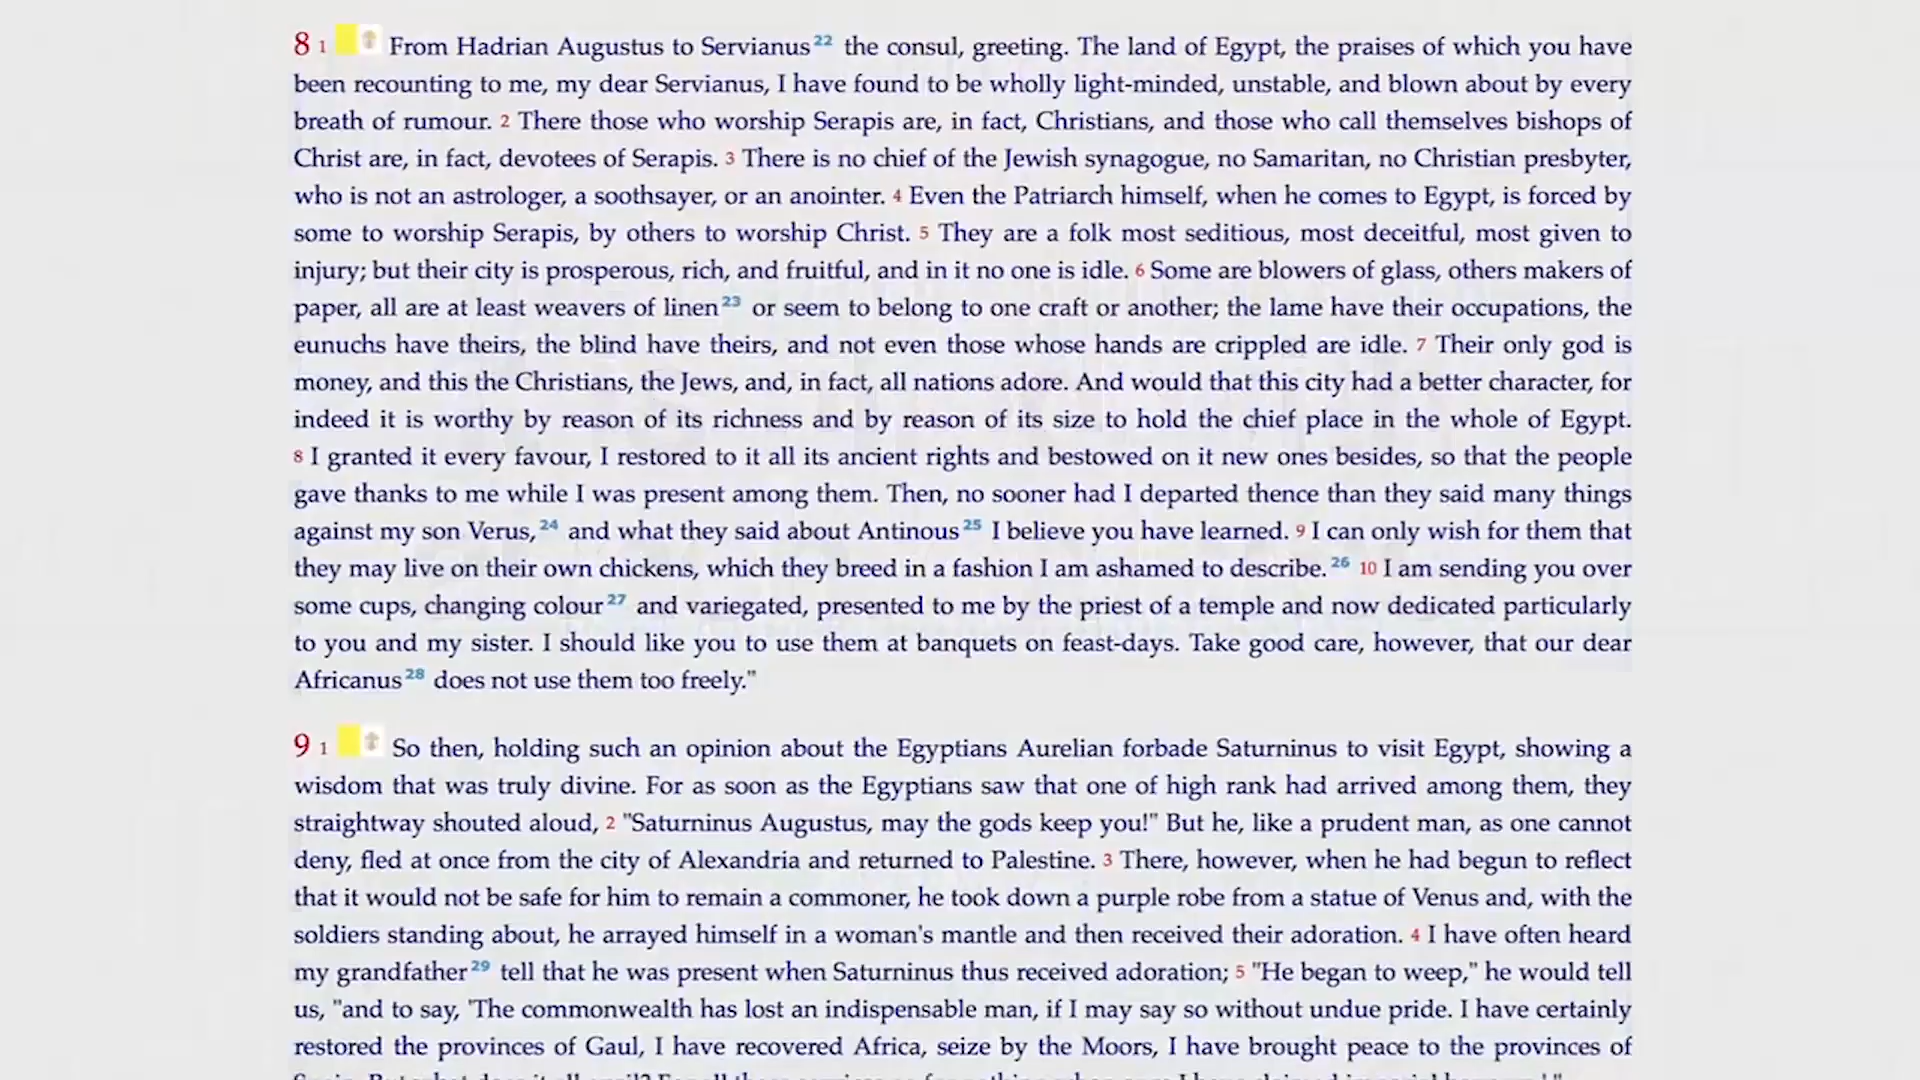 8 1 From Hadrian Augustus to Servianus 22 the consul, greeting. The land of Egypt, the praises of which you have
been recounting to me, my dear Servianus, I have found to be wholly light-minded, unstable, and blown about by every
breath of rumour. 2 There those who worship Serapis are, in fact, Christians, and those who call themselves bishops of
Christ are, in fact, devotees of Serapis. 3 There is no chief of the Jewish synagogue, no Samaritan, no Christian presbyter,
who is not an astrologer, a soothsayer, or an anointer. 4 Even the Patriarch himself, when he comes to Egypt, is forced by
some to worship Serapis, by others to worship Christ. 5 They are a folk most seditious, most deceitful, most given to
injury; but their city is prosperous, rich, and fruitful, and in it no one is idle. 6 Some are blowers of glass, others makers of
paper, all are at least weavers of linen 23 or seem to belong to one craft or another; the lame have their occupations, the
eunuchs have theirs, the blind have theirs, and not even those whose hands are crippled are idle. 7 Their only god is
money, and this the Christians, the Jews, and, in fact, all nations adore. And would that this city had a better character, for
indeed it is worthy by reason of its richness and by reason of its size to hold the chief place in the whole of Egypt.
8 I granted it every favour, I restored to it all its ancient rights and bestowed on it new ones besides, so that the people
gave thanks to me while I was present among them. Then, no sooner had I departed thence than they said many things
against my son Verus, 24 and what they said about Antinous 25 I believe you have learned. 9 I can only wish for them that
they may live on their own chickens, which they breed in a fashion I am ashamed to describe. 26 10 I am sending you over
some cups, changing colour 27 and variegated, presented to me by the priest of a temple and now dedicated particularly
to you and my sister. I should like you to use them at banquets on feast-days. Take good care, however, that our dear
Africanus 28 does not use them too freely."
9 1 So then, holding such an opinion about the Egyptians Aurelian forbade Saturninus to visit Egypt, showing a
wisdom that was truly divine. For as soon as the Egyptians saw that one of high rank had arrived among them, they
straightway shouted aloud, 2 "Saturninus Augustus, may the gods keep you!" But he, like a prudent man, as one cannot
deny, fled at once from the city of Alexandria and returned to Palestine. 3 There, however, when he had begun to reflect
that it would not be safe for him to remain a commoner, he took down a purple robe from a statue of Venus and, with the
soldiers standing about, he arrayed himself in a woman's mantle and then received their adoration. 4 I have often heard
my grandfather 29 tell that he was present when Saturninus thus received adoration; 5 "He began to weep," he would tell
us, "and to say, 'The commonwealth has lost an indispensable man, if I may say so without undue pride. I have certainly
restored the provinces of Gaul, I have recovered Africa, seize by the Moors, I have brought peace to the provinces of